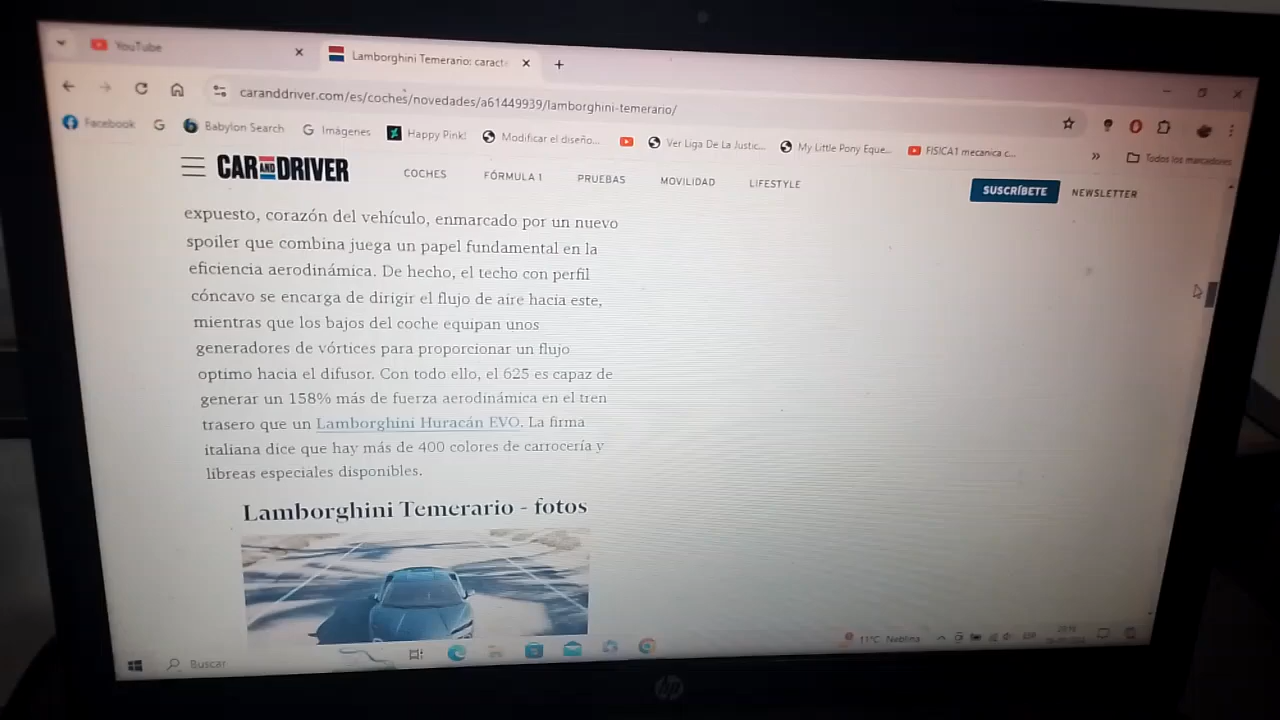 YouTube
Lamborghini Temerario: caracte
caranddriver.com/es/coches/novedades/a61449939/lamborghini-temerario/
Facebook
Babylon Search
Imágenes
Happy Pink!
Modificar el diseño...
Ver Liga De La Justic...
My Little Pony Eque...
FISICA1 mecanica c...
»
Todos los marcadores
CAR AND DRIVER
COCHES
FÓRMULA 1
PRUEBAS
MOVILIDAD
LIFESTYLE
SUSCRÍBETE
NEWSLETTER
expuesto, corazón del vehículo, enmarcado por un nuevo
spoiler que combina juega un papel fundamental en la
eficiencia aerodinámica. De hecho, el techo con perfil
cóncavo se encarga de dirigir el flujo de aire hacia este,
mientras que los bajos del coche equipan unos
generadores de vórtices para proporcionar un flujo
optimo hacia el difusor. Con todo ello, el 625 es capaz de
generar un 158% más de fuerza aerodinámica en el tren
trasero que un Lamborghini Huracán EVO. La firma
italiana dice que hay más de 400 colores de carrocería y
libreas especiales disponibles.
Lamborghini Temerario - fotos
Buscar
11°C Neblina
ESP
hp